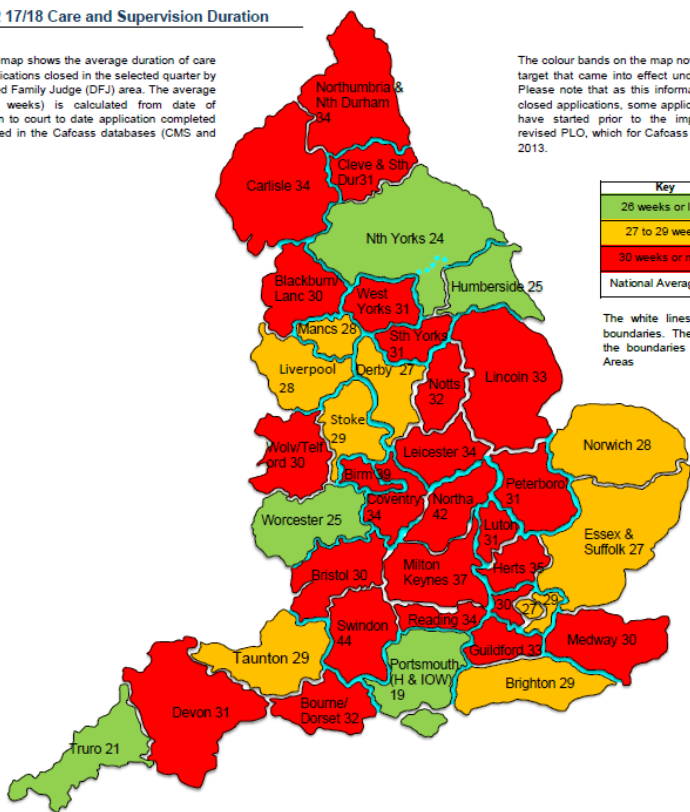 17/18 Care and Supervision Duration
map shows the average duration of care
ications closed in the selected quarter by
d Family Judge (DFJ) area. The average
weeks) is calculated from date of
n to court to date application completed
ed in the Cafcass databases (CMS and
The colour bands on the map no
target that came into effect und
Please note that as this informa
closed applications, some applic
have started prior to the imp
revised PLO, which for Cafcass
2013.
Key
26 weeks or l
27 to 29 wee
30 weeks or m
National Averag
The white lines
boundaries. The
the boundaries
Areas
Northumbria &
Nth Durham
34
Carlisle 34
Cleve & Sth
Dur31
Nth Yorks 24
Humberside 25
Blackburn/
Lanc 30
West
Yorks 31
Mancs 28
Sth Yorks
31
Liverpool
28
Derby 27
Notts
32
Lincoln 33
Stoke
29
Wolv/Telf
ord 30
Leicester 34
Norwich 28
Birm 39
Peterboro
31
Coventry
34
Northa
42
Worcester 25
Luton
31
Essex &
Suffolk 27
Bristol 30
Milton
Keynes 37
Herts 35
30
27
29
Swindon
44
Reading 34
Guildford 33
Medway 30
Taunton 29
Portsmouth
(H & IOW)
19
Brighton 29
Devon 31
Bourne/
Dorset 32
Truro 21